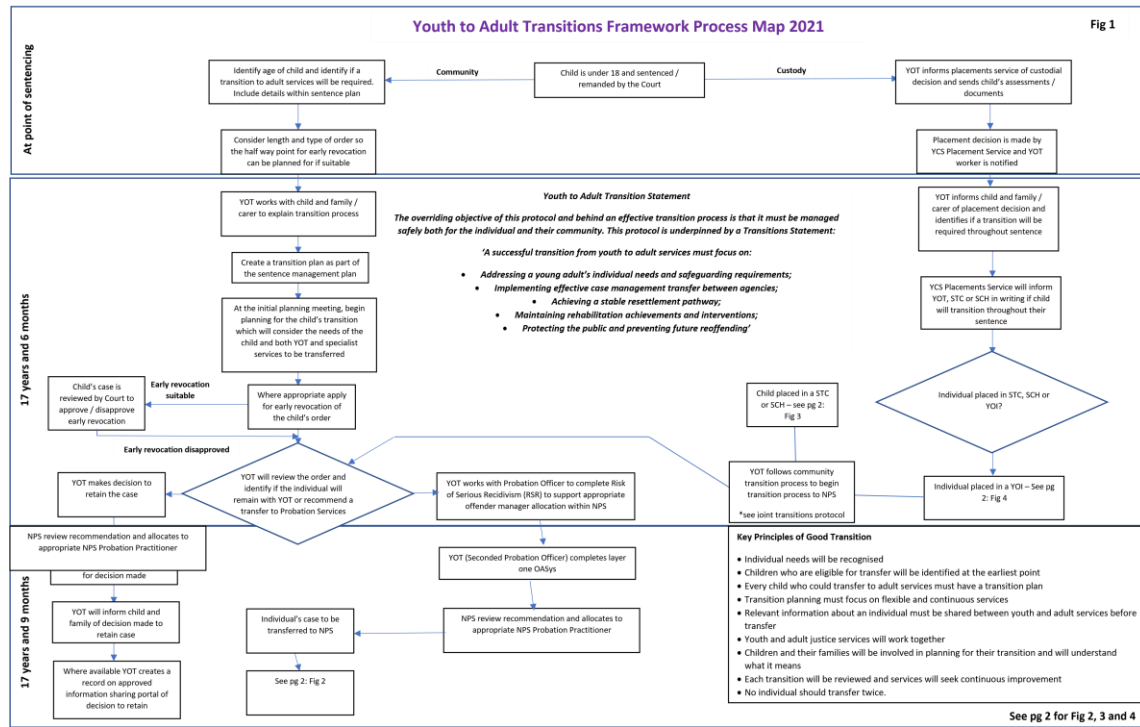 Youth to Adult Transitions Framework Process Map 2021
Fig 1
At point of sentencing
Identify age of child and identify if a
transition to adult services will be required.
Include details within sentence plan
Community
Child is under 18 and sentenced /
remanded by the Court
Custody
YOT informs placements service of custodial
decision and sends child's assessments /
documents
Consider length and type of order so
the half way point for early revocation
can be planned for if suitable
Placement decision is made by
YCS Placement Service and YOT
worker is notified
17 years and 6 months
YOT works with child and family /
carer to explain transition process
Create a transition plan as part of
the sentence management plan
At the initial planning meeting, begin
planning for the child's transition
which will consider the needs of the
child and both YOT and specialist
services to be transferred
Where appropriate apply for
early revocation of
the child's order
Early revocation
suitable
Child's case is
reviewed by Court to
approve / disapprove
early revocation
Early revocation disapproved
Youth to Adult Transition Statement
The overriding objective of this protocol and behind an effective transition process is that it must be managed
safely both for the individual and their community. This protocol is underpinned by a Transitions Statement:
'A successful transition from youth to adult services must focus on:
• Addressing a young adult's individual needs and safeguarding requirements;
• Implementing effective case management transfer between agencies;
• Achieving a stable resettlement pathway;
• Maintaining rehabilitation achievements and interventions;
• Protecting the public and preventing future reoffending'
YOT informs child and family /
carer of placement decision and
identifies if a transition will be
required throughout sentence
YCS Placements Service will inform
YOT, STC or SCH in writing if child
will transition throughout their
sentence
Individual placed in STC, SCH or
YOI?
Child placed in a STC
or SCH – see pg 2:
Fig 3
Individual placed in a YOI – See pg
2: Fig 4
YOT follows community
transition process to begin
transition process to NPS
*see joint transitions protocol
YOT will review the order and
identify if the individual will
remain with YOT or recommend a
transfer to Probation Services
YOT makes decision to
retain the case
YOT works with Probation Officer to complete Risk
of Serious Recidivism (RSR) to support appropriate
offender manager allocation within NPS
17 years and 9 months
NPS review recommendation and allocates to
appropriate NPS Probation Practitioner
for decision made
YOT will inform child and
family of decision made to
retain case
Where available YOT creates a
record on approved
information sharing portal of
decision to retain
YOT (Seconded Probation Officer) completes layer
one OASys
NPS review recommendation and allocates to
appropriate NPS Probation Practitioner
Individual's case to be
transferred to NPS
See pg 2: Fig 2
Key Principles of Good Transition
• Individual needs will be recognised
• Children who are eligible for transfer will be identified at the earliest point
• Every child who could transfer to adult services must have a transition plan
• Transition planning must focus on flexible and continuous services
• Relevant information about an individual must be shared between youth and adult services before
transfer
• Youth and adult justice services will work together
• Children and their families will be involved in planning for their transition and will understand
what it means
• Each transition will be reviewed and services will seek continuous improvement
• No individual should transfer twice.
See pg 2 for Fig 2, 3 and 4